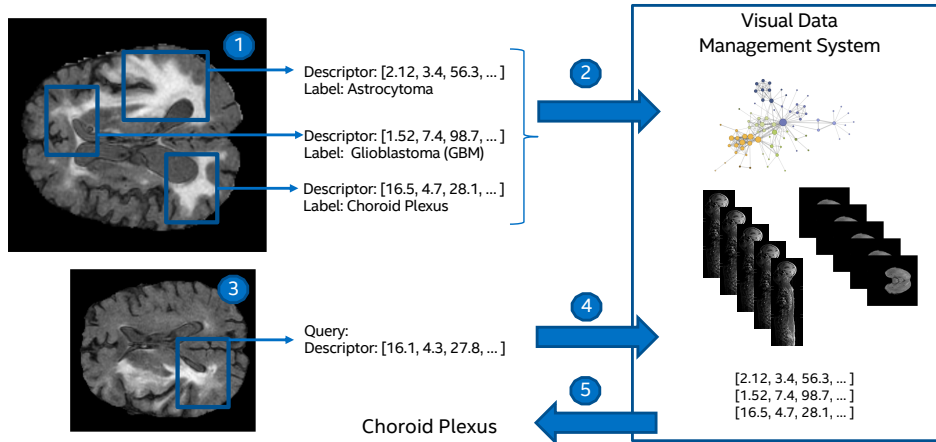 1
Descriptor: [2.12, 3.4, 56.3, ... ]
Label: Astrocytoma
Descriptor: [1.52, 7.4, 98.7, ... ]
Label: Glioblastoma (GBM)
Descriptor: [16.5, 4.7, 28.1, ... ]
Label: Choroid Plexus
2
Visual Data
Management System
3
Query:
Descriptor: [16.1, 4.3, 27.8, ... ]
4
5
Choroid Plexus
[2.12, 3.4, 56.3, ... ]
[1.52, 7.4, 98.7, ... ]
[16.5, 4.7, 28.1, ... ]